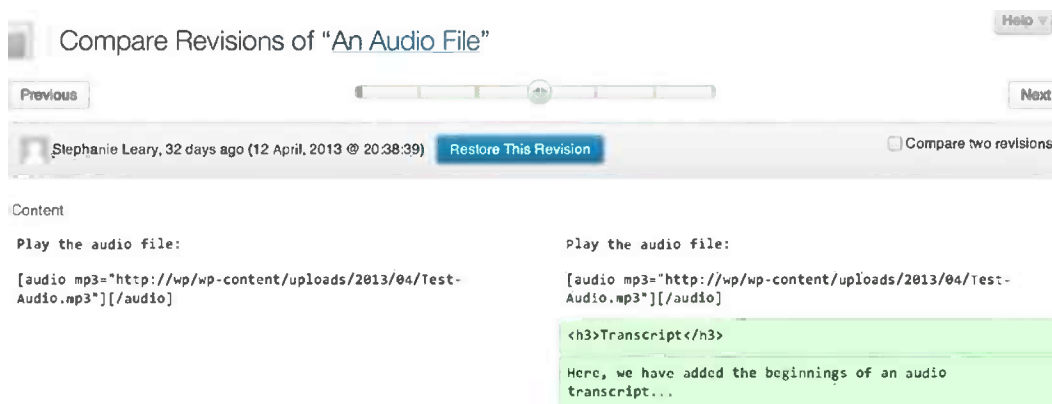 Help
Compare Revisions of “An Audio File”
Previous
Next
Stephanie Leary, 32 days ago (12 April, 2013 @ 20:38:39)
Restore This Revision
Compare two revisions
Content
Play the audio file:
[audio mp3="http://wp/wp-content/uploads/2013/04/Test-
Audio.mp3"][/audio]
Play the audio file:
[audio mp3="http://wp/wp-content/uploads/2013/04/Test-
Audio.mp3"][/audio]
<h3>Transcript</h3>
Here, we have added the beginnings of an audio
transcript...